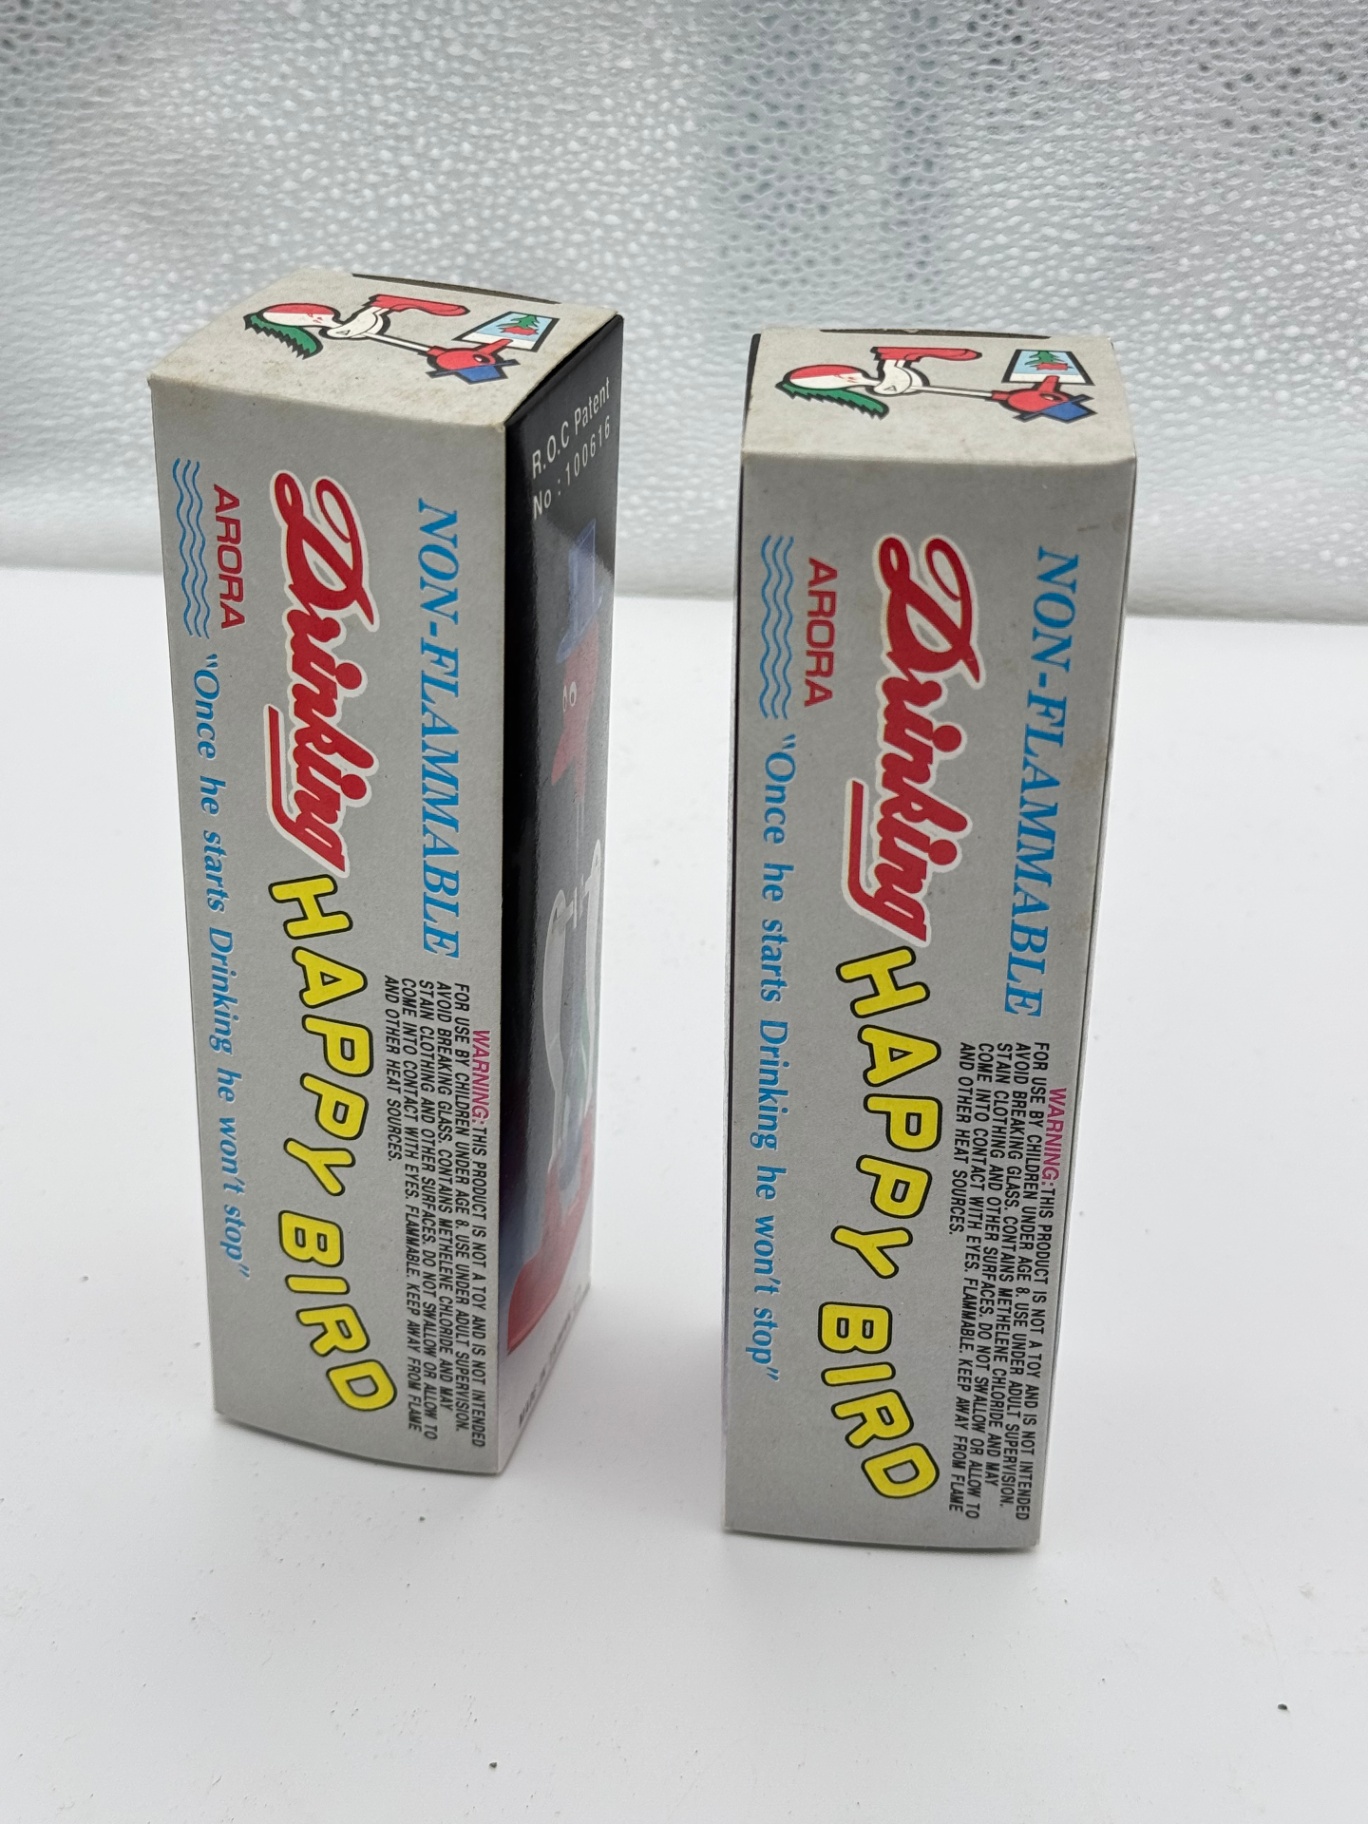 NON-FLAMMABLE
Drinking HAPPY BIRD
ARORA
"Once he starts Drinking he won't stop"
WARNING: THIS PRODUCT IS NOT A TOY AND IS NOT INTENDED
FOR USE BY CHILDREN UNDER AGE 8. USE UNDER ADULT SUPERVISION.
AVOID BREAKING GLASS. CONTAINS METHELENE CHLORIDE AND MAY
STAIN CLOTHING AND OTHER SURFACES. DO NOT SWALLOW OR ALLOW TO
COME INTO CONTACT WITH EYES. FLAMMABLE. KEEP AWAY FROM FLAME
AND OTHER HEAT SOURCES.
R.O.C Patent
No : 100616
NON-FLAMMABLE
Drinking HAPPY BIRD
ARORA
"Once he starts Drinking he won't stop"
WARNING: THIS PRODUCT IS NOT A TOY AND IS NOT INTENDED
FOR USE BY CHILDREN UNDER AGE 8. USE UNDER ADULT SUPERVISION.
AVOID BREAKING GLASS. CONTAINS METHELENE CHLORIDE AND MAY
STAIN CLOTHING AND OTHER SURFACES. DO NOT SWALLOW OR ALLOW TO
COME INTO CONTACT WITH EYES. FLAMMABLE. KEEP AWAY FROM FLAME
AND OTHER HEAT SOURCES.